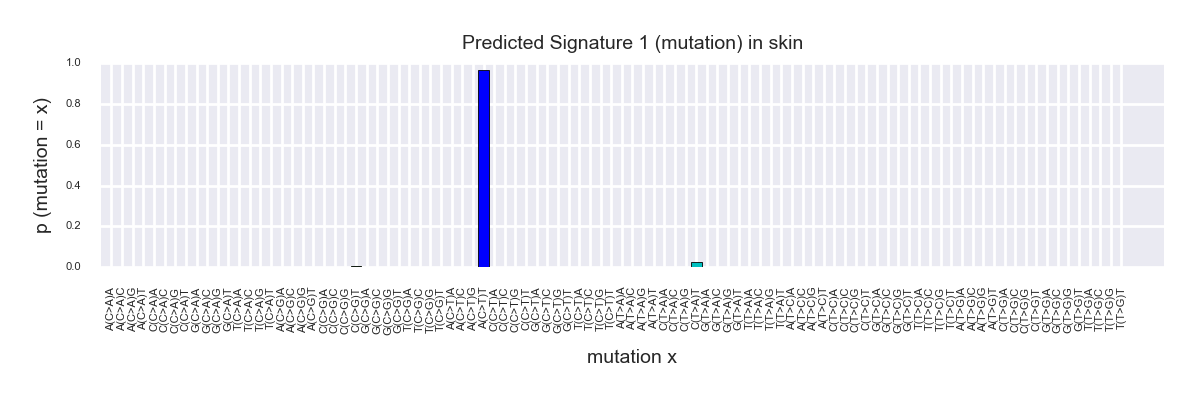 Predicted Signature 1 (mutation) in skin
p (mutation = x)
1.0
0.8
0.6
0.4
0.2
0.0
A(C>A)A
A(C>A)C
A(C>A)G
A(C>A)T
C(C>A)A
C(C>A)C
C(C>A)G
C(C>A)T
G(C>A)A
G(C>A)C
G(C>A)G
G(C>A)T
T(C>A)A
T(C>A)C
T(C>A)G
T(C>A)T
A(C>G)A
A(C>G)C
A(C>G)G
A(C>G)T
C(C>G)A
C(C>G)C
C(C>G)G
C(C>G)T
G(C>G)A
G(C>G)C
G(C>G)G
G(C>G)T
T(C>G)A
T(C>G)C
T(C>G)G
T(C>G)T
A(C>T)A
A(C>T)C
A(C>T)G
A(C>T)T
C(C>T)A
C(C>T)C
C(C>T)G
C(C>T)T
G(C>T)A
G(C>T)C
G(C>T)G
G(C>T)T
T(C>T)A
T(C>T)C
T(C>T)G
T(C>T)T
A(T>A)A
A(T>A)C
A(T>A)G
A(T>A)T
C(T>A)A
C(T>A)C
C(T>A)G
C(T>A)T
G(T>A)A
G(T>A)C
G(T>A)G
G(T>A)T
T(T>A)A
T(T>A)C
T(T>A)G
T(T>A)T
A(T>C)A
A(T>C)C
A(T>C)G
A(T>C)T
C(T>C)A
C(T>C)C
C(T>C)G
C(T>C)T
G(T>C)A
G(T>C)C
G(T>C)G
G(T>C)T
T(T>C)A
T(T>C)C
T(T>C)G
T(T>C)T
A(T>G)A
A(T>G)C
A(T>G)G
A(T>G)T
C(T>G)A
C(T>G)C
C(T>G)G
C(T>G)T
G(T>G)A
G(T>G)C
G(T>G)G
G(T>G)T
T(T>G)A
T(T>G)C
T(T>G)G
T(T>G)T
mutation x